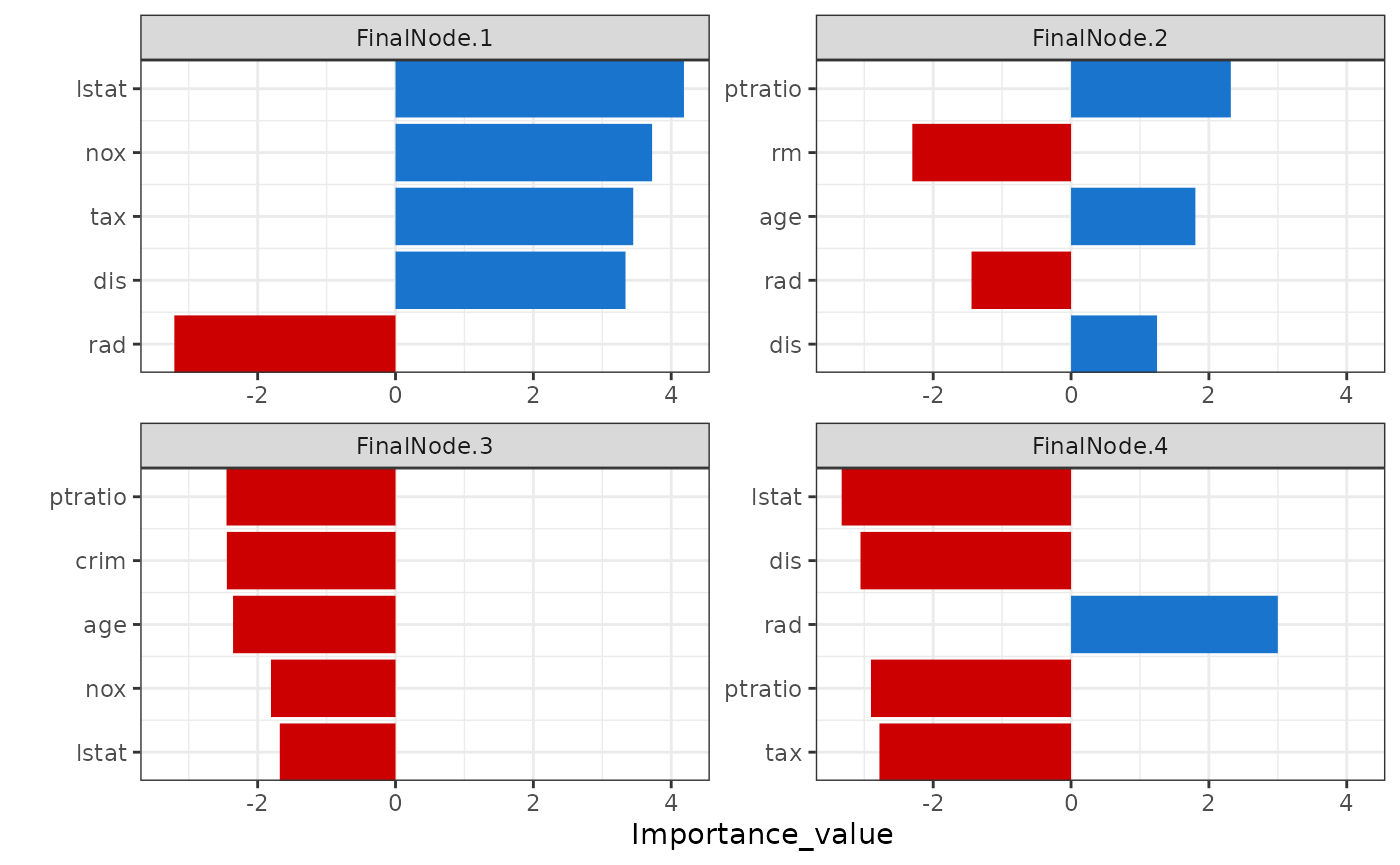 FinalNode.1
lstat
nox
tax
dis
rad
-2 0 2 4
FinalNode.2
ptratio
rm
age
rad
dis
-2 0 2 4
FinalNode.3
ptratio
crim
age
nox
lstat
-2 0 2 4
FinalNode.4
lstat
dis
rad
ptratio
tax
-2 0 2 4
Importance_value